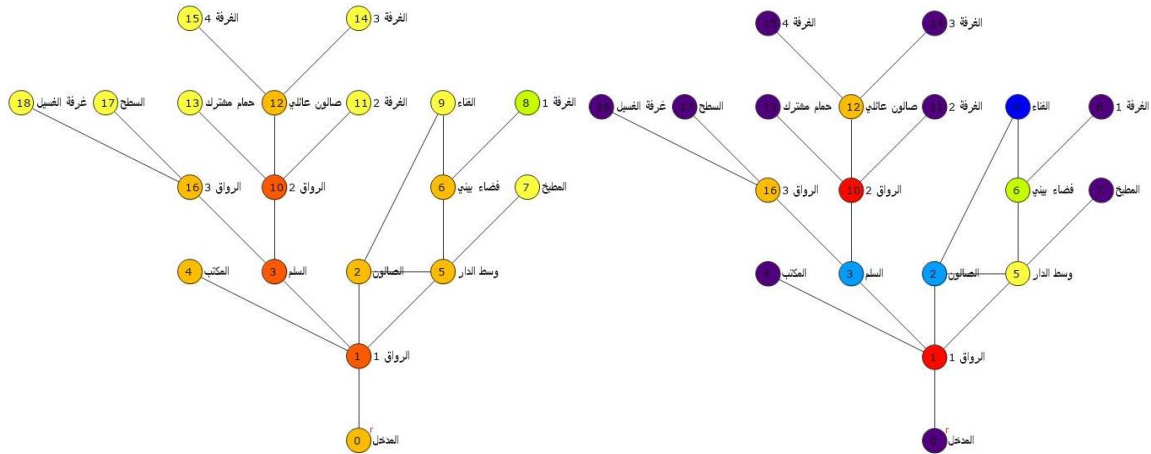 15 الغرفة 4
14 الغرفة 3
18 غرفة الغسيل
17 السطح
13 حمام مشترك
12 صالون عائلي
11 الغرفة 2
9 الفناء
8 الغرفة 1
16 الرواق 3
10 الرواق 2
6 فضاء بيني
7 المطبخ
4 المكتب
3 السلم
2 الصالون
5 وسط الدار
1 الرواق 1
r
0 المدخل
الغرفة 4
الغرفة 3
غرفة الغسيل
السطح
حمام مشترك
12 صالون عائلي
الغرفة 2
الفناء
الغرفة 1
16 الرواق 3
10 الرواق 2
6 فضاء بيني
المطبخ
المكتب
3 السلم
2 الصالون
5 وسط الدار
1 الرواق 1
r
0 المدخل